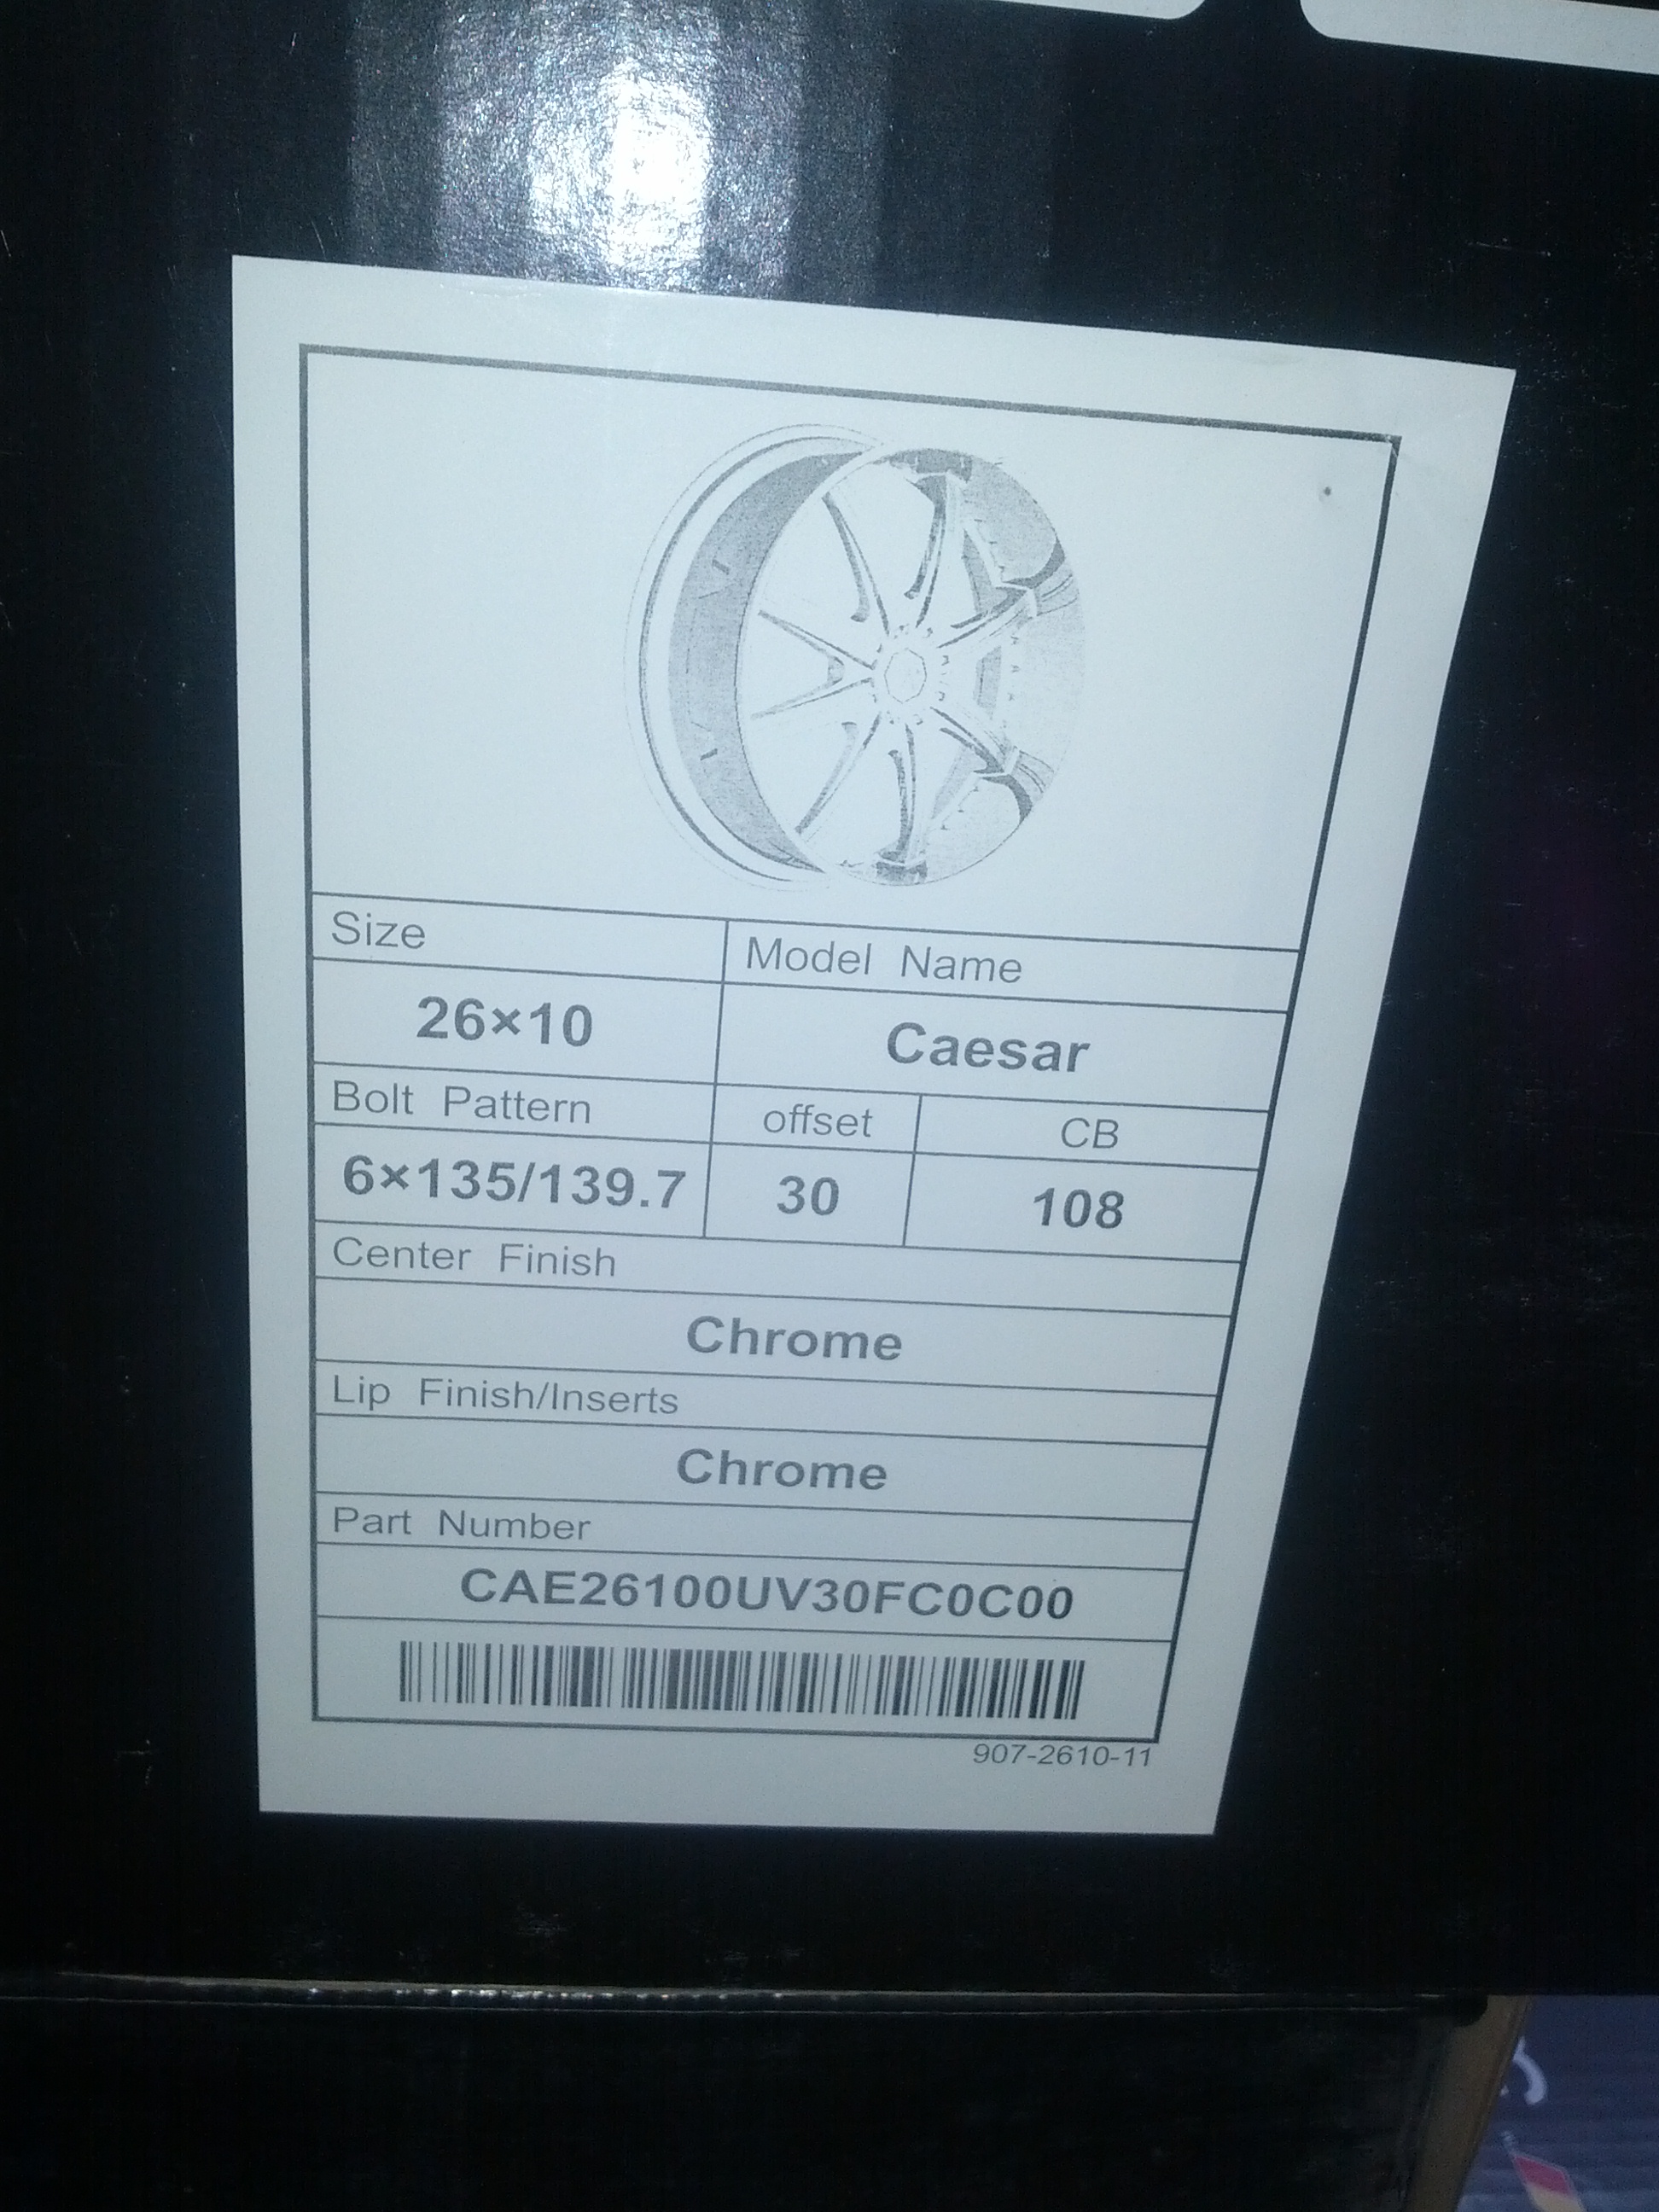 Size Model Name
26×10 Caesar
Bolt Pattern offset CB
6×135/139.7 30 108
Center Finish
Chrome
Lip Finish/Inserts
Chrome
Part Number
CAE26100UV30FC0C00
907-2610-11